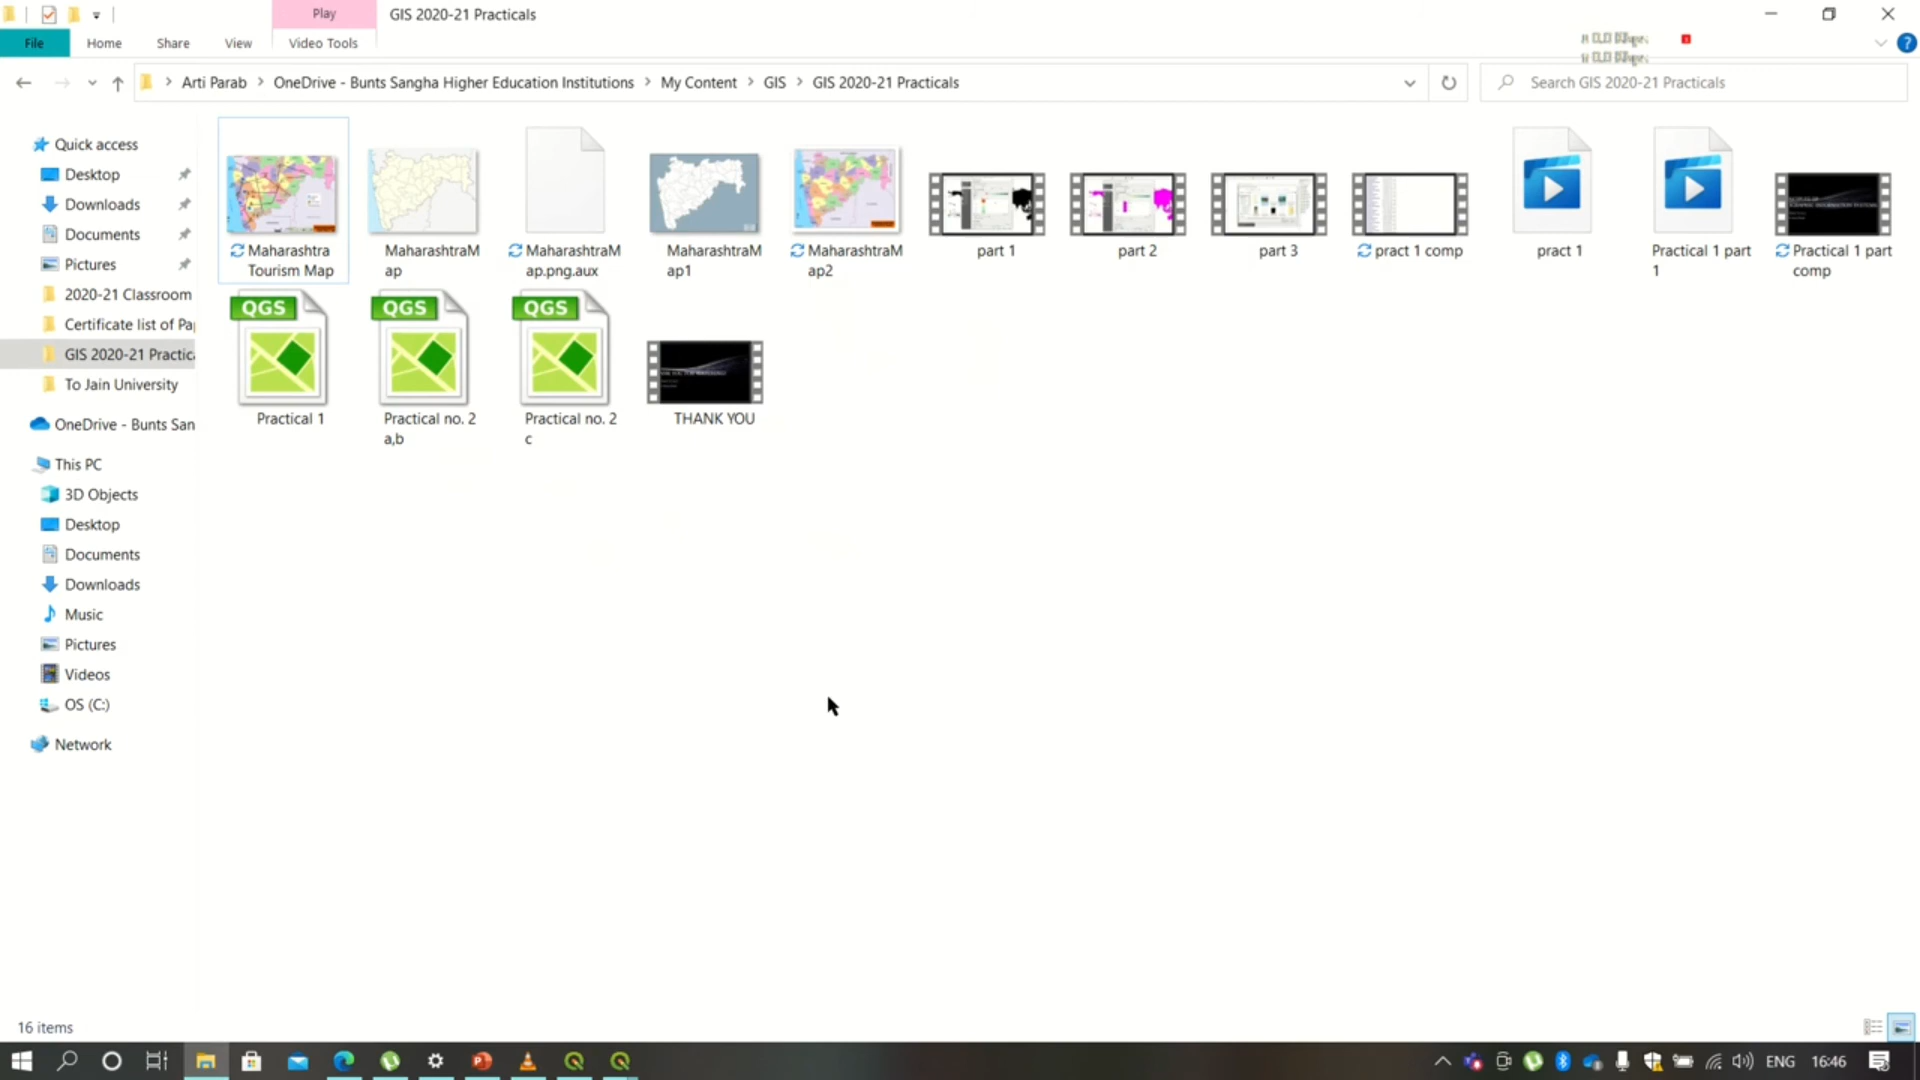 Play
GIS 2020-21 Practicals
File
Home
Share
View
Video Tools
Arti Parab
OneDrive - Bunts Sangha Higher Education Institutions
My Content
GIS
GIS 2020-21 Practicals
Search GIS 2020-21 Practicals
Quick access
Desktop
Downloads
Documents
Pictures
2020-21 Classroom
Certificate list of Pap
GIS 2020-21 Practica
To Jain University
OneDrive - Bunts San
This PC
3D Objects
Desktop
Documents
Downloads
Music
Pictures
Videos
OS (C:)
Network
Maharashtra
Tourism Map
MaharashtraM
ap
MaharashtraM
ap.png.aux
MaharashtraM
ap1
MaharashtraM
ap2
part 1
part 2
part 3
pract 1 comp
pract 1
Practical 1 part
1
Practical 1 part
comp
QGS
Practical 1
QGS
Practical no. 2
a,b
QGS
Practical no. 2
c
THANK YOU
16 items
ENG
16:46